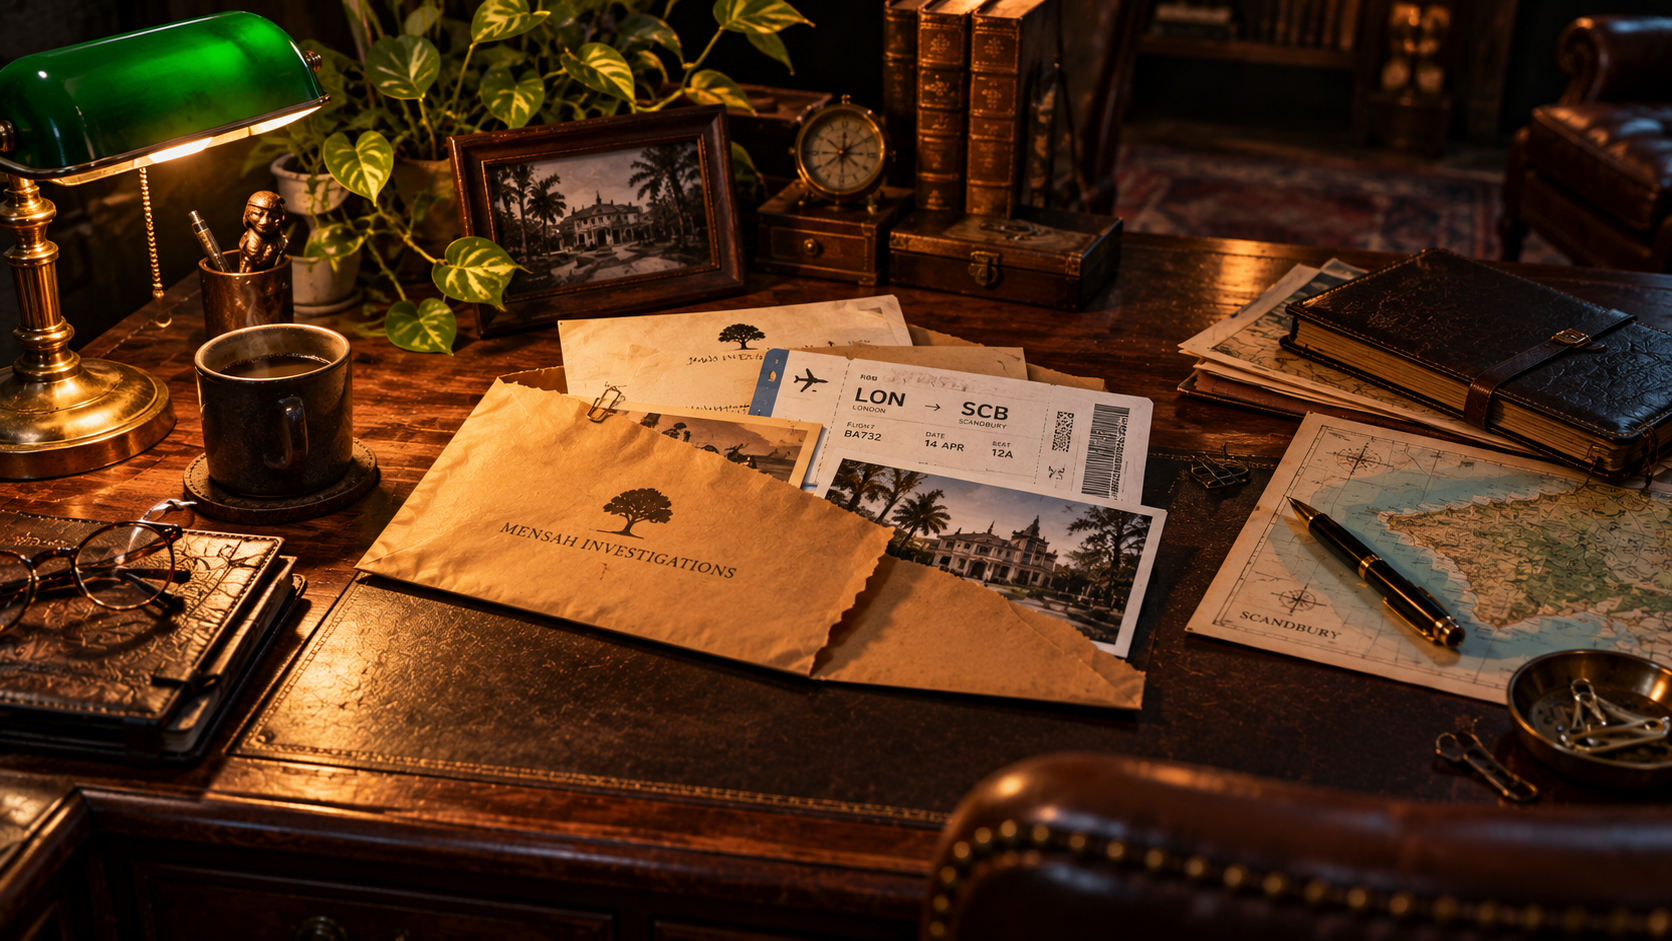 LON → SCB
LONDON SCANDBURY
FLIGHT DATE SEAT
BA732 14 APR 12A
MENSAH INVESTIGATIONS
SCANDBURY